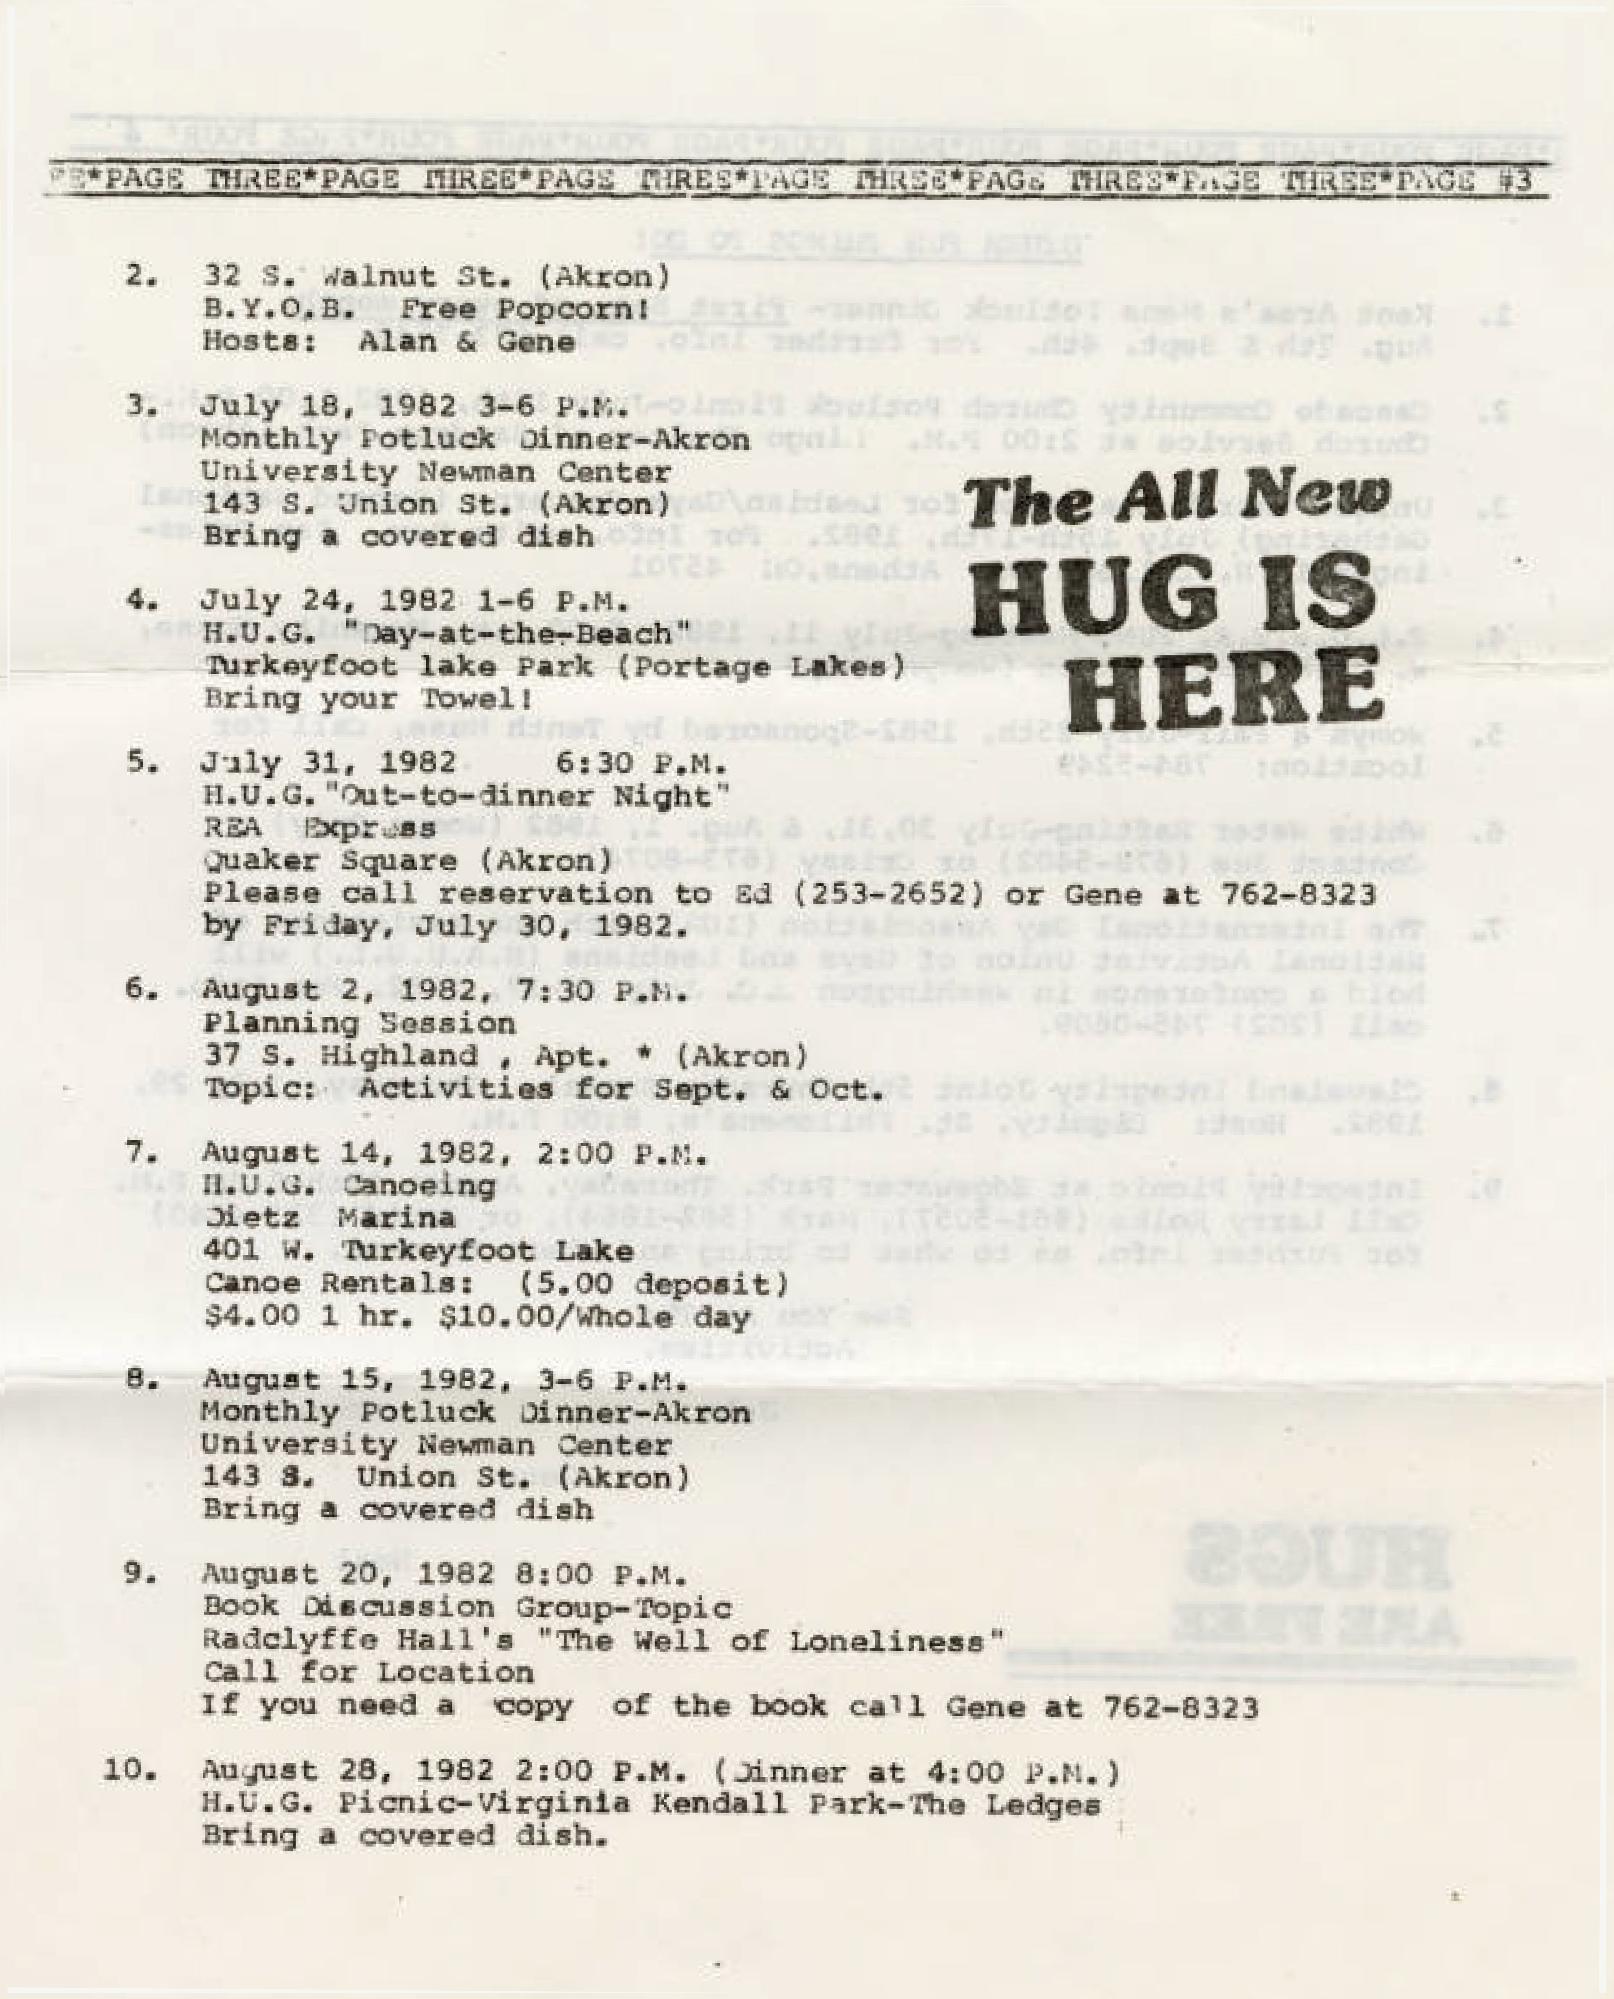 PE*PAGE THREE*PAGE THREE*PAGE THREE*PAGE THREE*PAGE THREE*PAGE THREE*PAGE #3
2. 32 S. Walnut St. (Akron)
B.Y.O.B. Free Popcorn!
Hosts: Alan & Gene
3. July 18, 1982 3-6 P.M.
Monthly Potluck Dinner-Akron
University Newman Center
143 S. Union St. (Akron)
Bring a covered dish
The All New
HUG IS
HERE
4. July 24, 1982 1-6 P.M.
H.U.G. "Day-at-the-Beach"
Turkeyfoot lake Park (Portage Lakes)
Bring your Towel!
5. July 31, 1982 6:30 P.M.
H.U.G."Out-to-dinner Night"
REA Express
Quaker Square (Akron)
Please call reservation to Ed (253-2652) or Gene at 762-8323
by Friday, July 30, 1982.
6. August 2, 1982, 7:30 P.M.
Planning Session
37 S. Highland , Apt. * (Akron)
Topic: Activities for Sept. & Oct.
7. August 14, 1982, 2:00 P.M.
H.U.G. Canoeing
Dietz Marina
401 W. Turkeyfoot Lake
Canoe Rentals: (5.00 deposit)
$4.00 1 hr. $10.00/Whole day
8. August 15, 1982, 3-6 P.M.
Monthly Potluck Dinner-Akron
University Newman Center
143 S. Union St. (Akron)
Bring a covered dish
9. August 20, 1982 8:00 P.M.
Book Discussion Group-Topic
Radclyffe Hall's "The Well of Loneliness"
Call for Location
If you need a copy of the book call Gene at 762-8323
10. August 28, 1982 2:00 P.M. (Dinner at 4:00 P.M.)
H.U.G. Picnic-Virginia Kendall Park-The Ledges
Bring a covered dish.